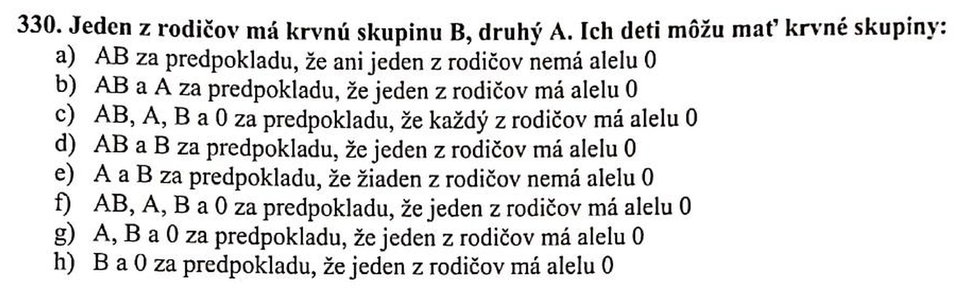 330. Jeden z rodičov má krvnú skupinu B, druhý A. Ich deti môžu mať krvné skupiny:
a) AB za predpokladu, že ani jeden z rodičov nemá alelu 0
b) AB a A za predpokladu, že jeden z rodičov má alelu 0
c) AB, A, B a 0 za predpokladu, že každý z rodičov má alelu 0
d) AB a B za predpokladu, že jeden z rodičov má alelu 0
e) A a B za predpokladu, že žiaden z rodičov nemá alelu 0
f) AB, A, B a 0 za predpokladu, že jeden z rodičov má alelu 0
g) A, B a 0 za predpokladu, že jeden z rodičov má alelu 0
h) B a 0 za predpokladu, že jeden z rodičov má alelu 0